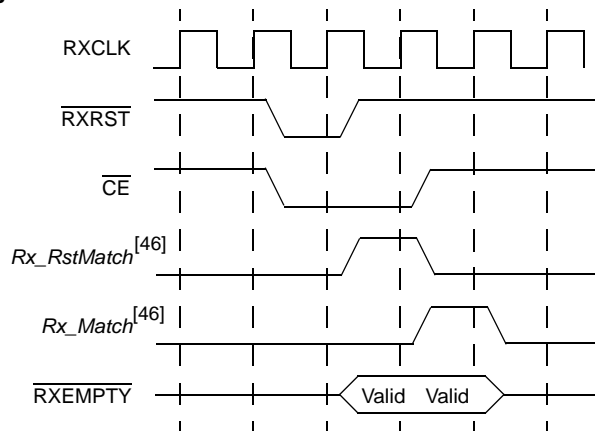 RXCLK
RXRST
CE
Rx_RstMatch[46]
Rx_Match[46]
RXEMPTY Valid Valid